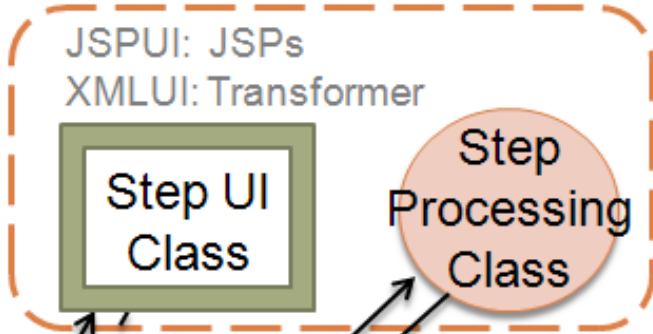 JSPUI: JSPs
XMLUI: Transformer
Step UI
Class
Step
Processing
Class